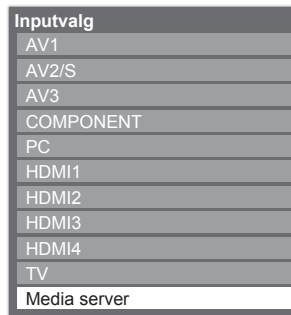 Inputvalg
AV1
AV2/S
AV3
COMPONENT
PC
HDMI1
HDMI2
HDMI3
HDMI4
TV
Media server